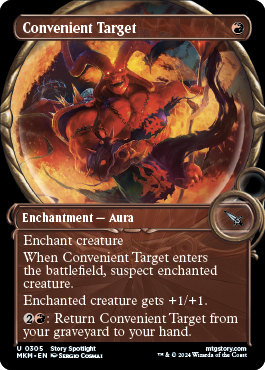 Convenient Target
Enchantment — Aura
Enchant creature
When Convenient Target enters
the battlefield, suspect enchanted
creature.
Enchanted creature gets +1/+1.
2: Return Convenient Target from
your graveyard to your hand.
U 0305 Story Spotlight mtgstory.com
MKM • EN Sergio Cosmai ™ & © 2024 Wizards of the Coast